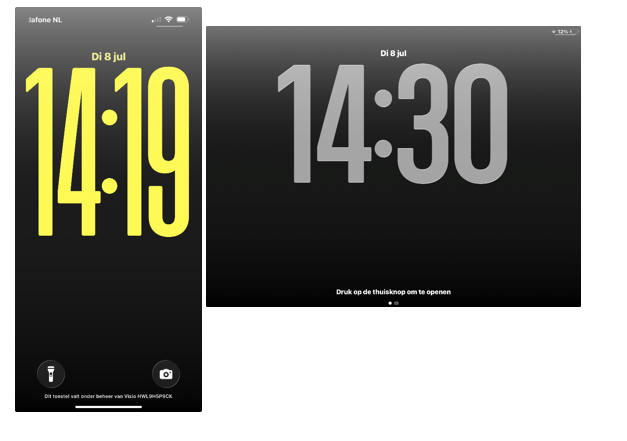 dafone NL
Di 8 jul
14:19
Dit toestel valt onder beheer van Visio HWL9H5P9CK
12%
Di 8 jul
14:30
Druk op de thuisknop om te openen